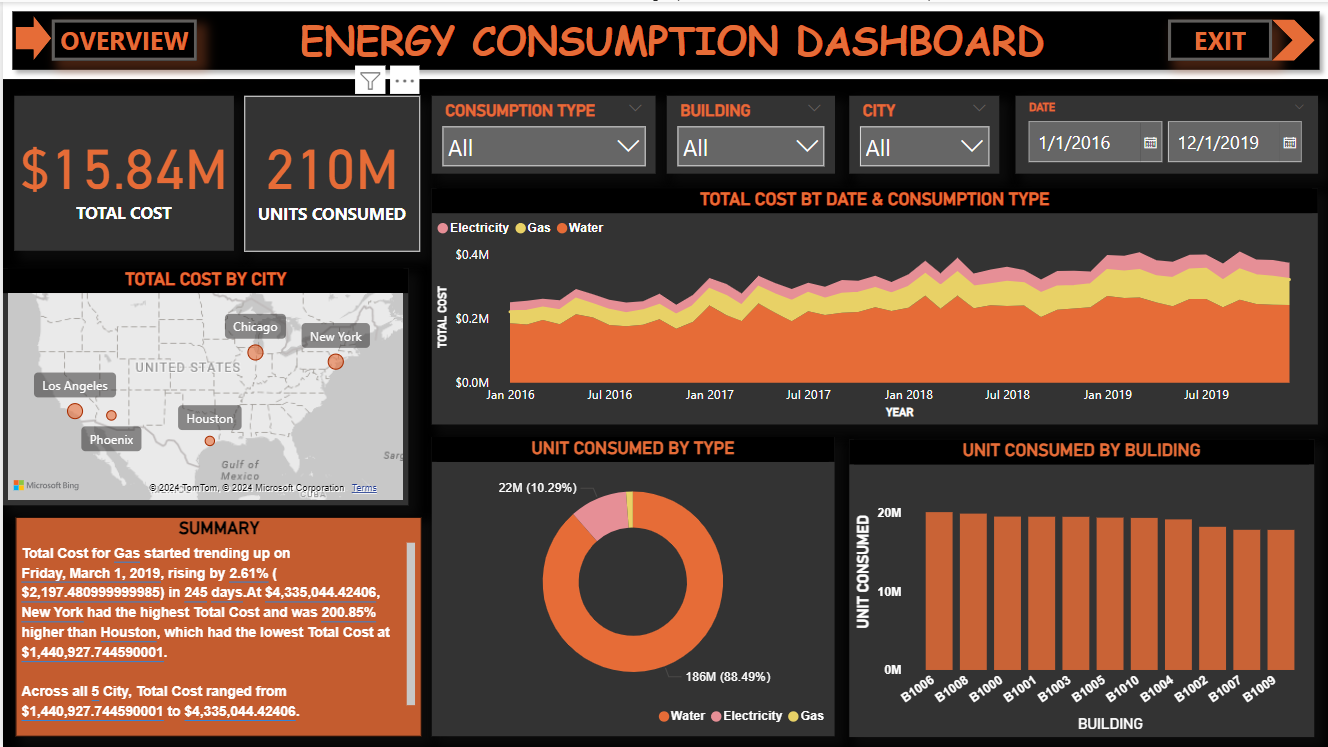 OVERVIEW
ENERGY CONSUMPTION DASHBOARD
EXIT
$15.84M
TOTAL COST
210M
UNITS CONSUMED
CONSUMPTION TYPE
All
BUILDING
All
CITY
All
DATE
1/1/2016
12/1/2019
TOTAL COST BY CITY
Chicago
New York
UNITED STATES
Los Angeles
Phoenix
Houston
Gulf of
Mexico
Sarg
CUBA
Microsoft Bing
© 2024 TomTom, © 2024 Microsoft Corporation Terms
TOTAL COST BT DATE & CONSUMPTION TYPE
Electricity Gas Water
TOTAL COST
$0.4M
$0.2M
$0.0M
Jan 2016 Jul 2016 Jan 2017 Jul 2017 Jan 2018 Jul 2018 Jan 2019 Jul 2019
YEAR
SUMMARY
Total Cost for Gas started trending up on
Friday, March 1, 2019, rising by 2.61% (
$2,197.480999999985) in 245 days.At $4,335,044.42406,
New York had the highest Total Cost and was 200.85%
higher than Houston, which had the lowest Total Cost at
$1,440,927.744590001.
Across all 5 City, Total Cost ranged from
$1,440,927.744590001 to $4,335,044.42406.
UNIT CONSUMED BY TYPE
22M (10.29%)
186M (88.49%)
Water Electricity Gas
UNIT CONSUMED BY BULIDING
UNIT CONSUMED
20M
10M
0M
B1006 B1008 B1000 B1001 B1003 B1005 B1010 B1004 B1002 B1007 B1009
BUILDING